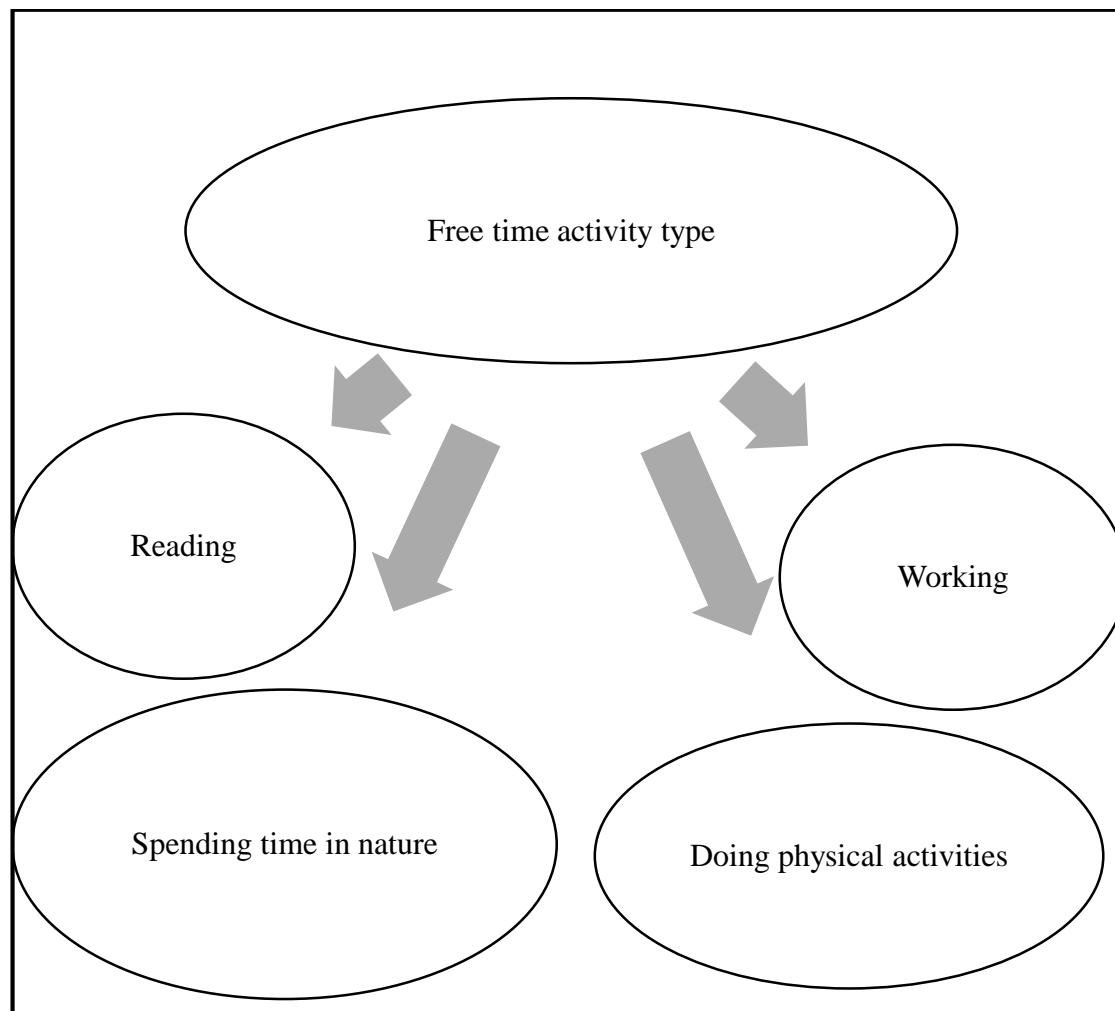 Free time activity type
Reading
Working
Spending time in nature
Doing physical activities